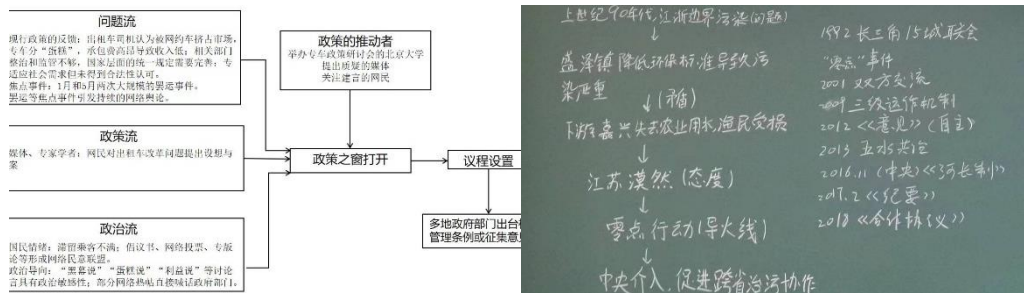 问题流
现行政策的反馈：出租车司机认为被网约车挤占市场，
专车分“蛋糕”，承包费高昂导致收入低；相关部门
整治和监管不够，国家层面的统一规定需要完善；专
适应社会需求但未得到合法性认可。
焦点事件：1月和5月两次大规模的罢运事件。
罢运等焦点事件引发持续的网络舆论。
政策的推动者
举办专车政策研讨会的北京大学
提出质疑的媒体
关注建言的网民
政策流
媒体、专家学者；网民对出租车改革问题提出设想与
案
政策之窗打开
议程设置
多地政府部门出台
管理条例或征集意见
政治流
国民情绪：滞留乘客不满；倡议书、网络投票、专版
论等形成网络民意联盟。
政治导向：“黑幕说”“蛋糕说”“利益说”等讨论
言具有政治敏感性；部分网络热帖直接喊话政府部门。
上世纪90年代，江浙边界污染(问题)
盛泽镇降低环保标准导致污
染严重
(矛盾)
下游嘉兴失去农业用水，渔民受损
江苏漠然(态度)
零点行动(导火线)
中央介入，促进跨省治污协作
1992 长三角15城联会
“零点”事件
2001 双方交流
2009 三级运作机制
2012 <<意见>>(自主)
2013 五水共治
2016.11 (中央)<<河长制>>
2017.2 <<纪要>>
2018 <<合作协议>>